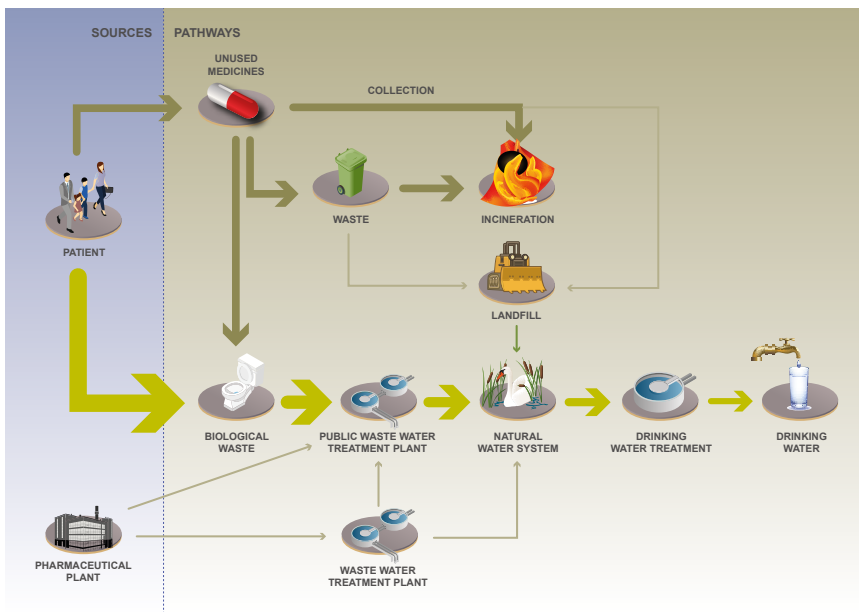 SOURCES
PATHWAYS
UNUSED
MEDICINES
COLLECTION
WASTE
INCINERATION
PATIENT
LANDFILL
BIOLOGICAL
WASTE
PUBLIC WASTE WATER
TREATMENT PLANT
NATURAL
WATER SYSTEM
DRINKING
WATER TREATMENT
DRINKING
WATER
PHARMACEUTICAL
PLANT
WASTE WATER
TREATMENT PLANT